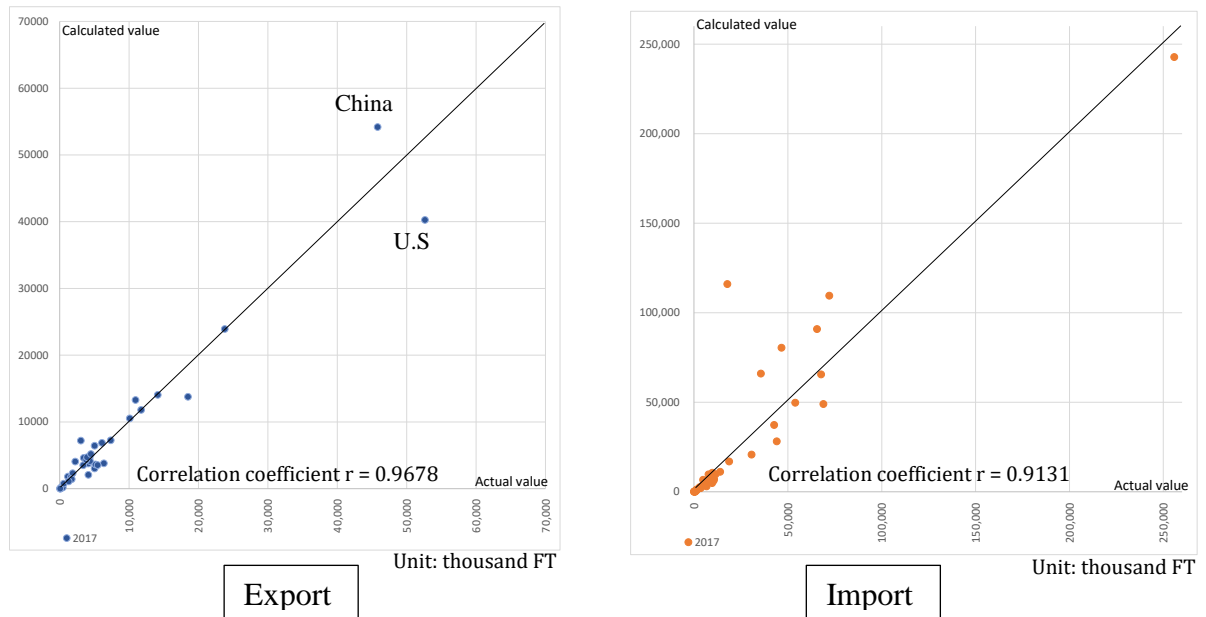 Calculated value
70000
60000
50000
40000
30000
20000
10000
0
China
U.S
Correlation coefficient r = 0.9678
Actual value
0
10,000
20,000
30,000
40,000
50,000
60,000
70,000
2017
Unit: thousand FT
Export
Calculated value
250,000
200,000
150,000
100,000
50,000
0
Correlation coefficient r = 0.9131
Actual value
0
50,000
100,000
150,000
200,000
250,000
2017
Unit: thousand FT
Import